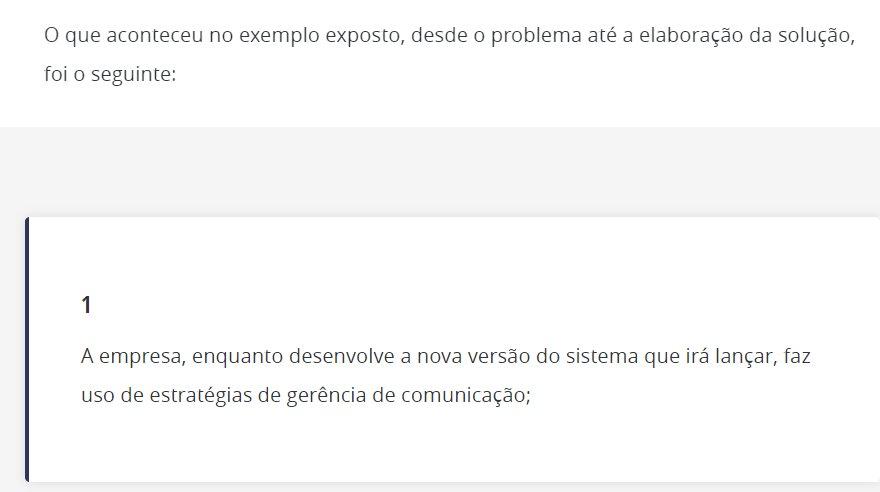 O que aconteceu no exemplo exposto, desde o problema até a elaboração da solução,
foi o seguinte:
1
A empresa, enquanto desenvolve a nova versão do sistema que irá lançar, faz
uso de estratégias de gerência de comunicação;